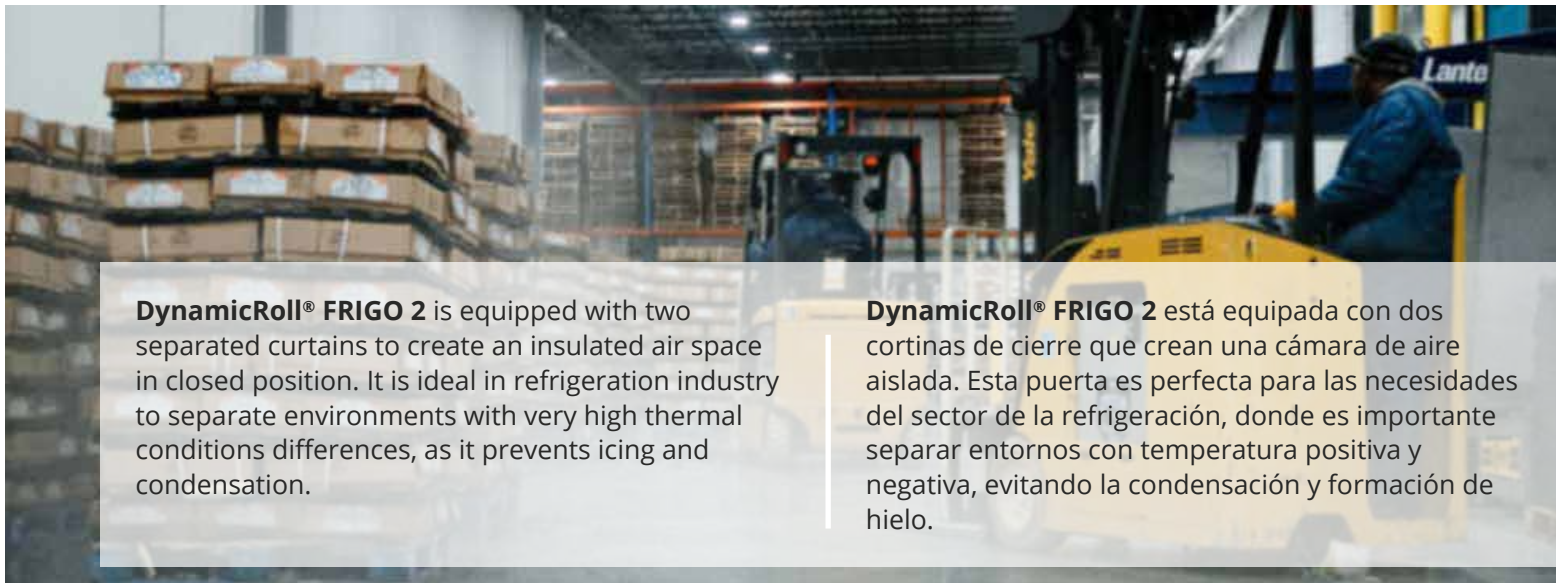 Lante
Yale
DynamicRoll® FRIGO 2 is equipped with two
separated curtains to create an insulated air space
in closed position. It is ideal in refrigeration industry
to separate environments with very high thermal
conditions differences, as it prevents icing and
condensation.
DynamicRoll® FRIGO 2 está equipada con dos
cortinas de cierre que crean una cámara de aire
aislada. Esta puerta es perfecta para las necesidades
del sector de la refrigeración, donde es importante
separar entornos con temperatura positiva y
negativa, evitando la condensación y formación de
hielo.